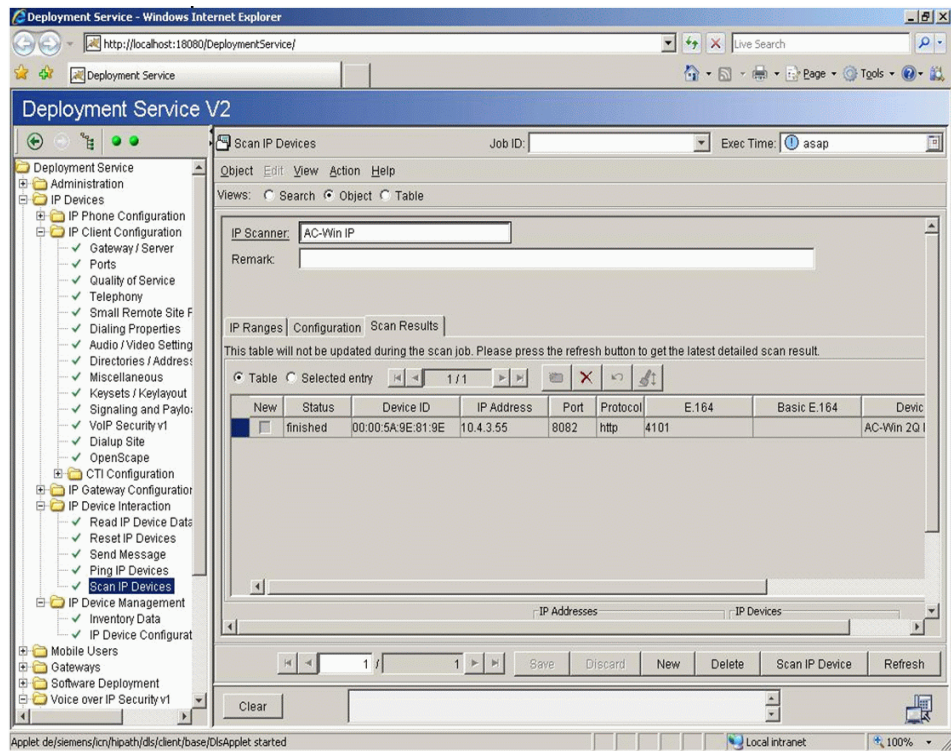 Deployment Service - Windows Internet Explorer
http://localhost:18080/DeploymentService/
Live Search
Deployment Service
Page
Tools
Deployment Service V2
Scan IP Devices
Job ID:
Exec Time:
asap
Object Edit View Action Help
Views: Search Object Table
Deployment Service
Administration
IP Devices
IP Phone Configuration
IP Client Configuration
Gateway / Server
Ports
Quality of Service
Telephony
Small Remote Site F
Dialing Properties
Audio / Video Setting
Directories / Address
Miscellaneous
Keysets / Keylayout
Signaling and Paylo
VoIP Security v1
Dialup Site
OpenScape
CTI Configuration
IP Gateway Configuration
IP Device Interaction
Read IP Device Data
Reset IP Devices
Send Message
Ping IP Devices
Scan IP Devices
IP Device Management
Inventory Data
IP Device Configurat
Mobile Users
Gateways
Software Deployment
Voice over IP Security v1
IP Scanner: AC-Win IP
Remark:
IP Ranges Configuration Scan Results
This table will not be updated during the scan job. Please press the refresh button to get the latest detailed scan result.
Table Selected entry 1 / 1
New Status Device ID IP Address Port Protocol E.164 Basic E.164 Devic
finished 00:00:5A:9E:81:9E 10.4.3.55 8082 http 4101 AC-Win 2Q
IP Addresses IP Devices
1 / 1 Save Discard New Delete Scan IP Device Refresh
Clear
Applet de/siemens/icn/hipath/dls/client/base/DlsApplet started
Local intranet
100%